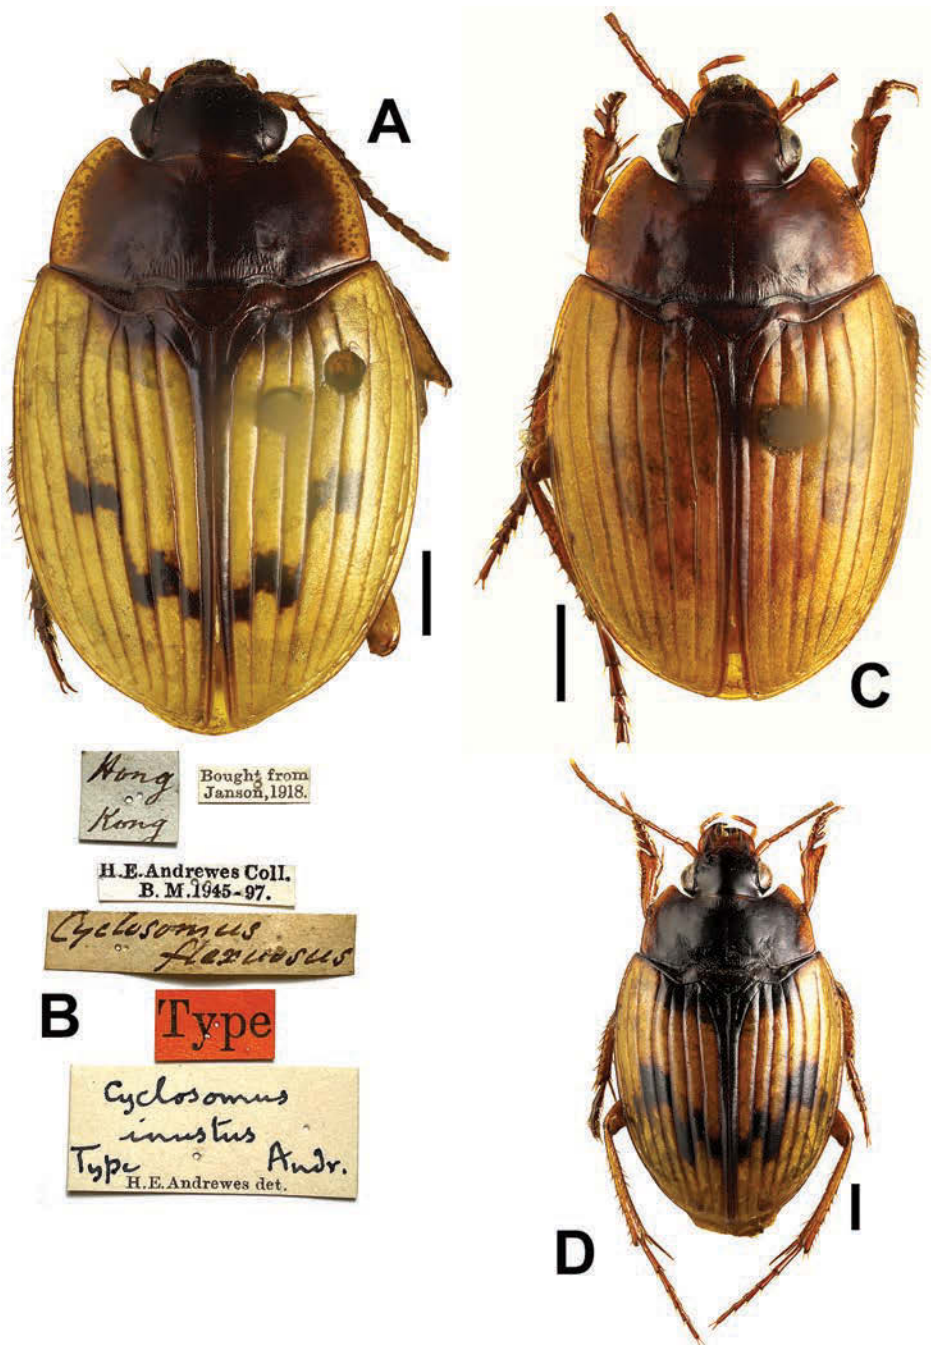 A
C
Hong
Kong
Bought from
Janson, 1918.
H.E.Andrewes Coll.
B.M.1945-97.
Cyclosomus
flexuosus
B
Type
Cyclosomus
inustus
Type Andr.
H.E.Andrewes det.
D